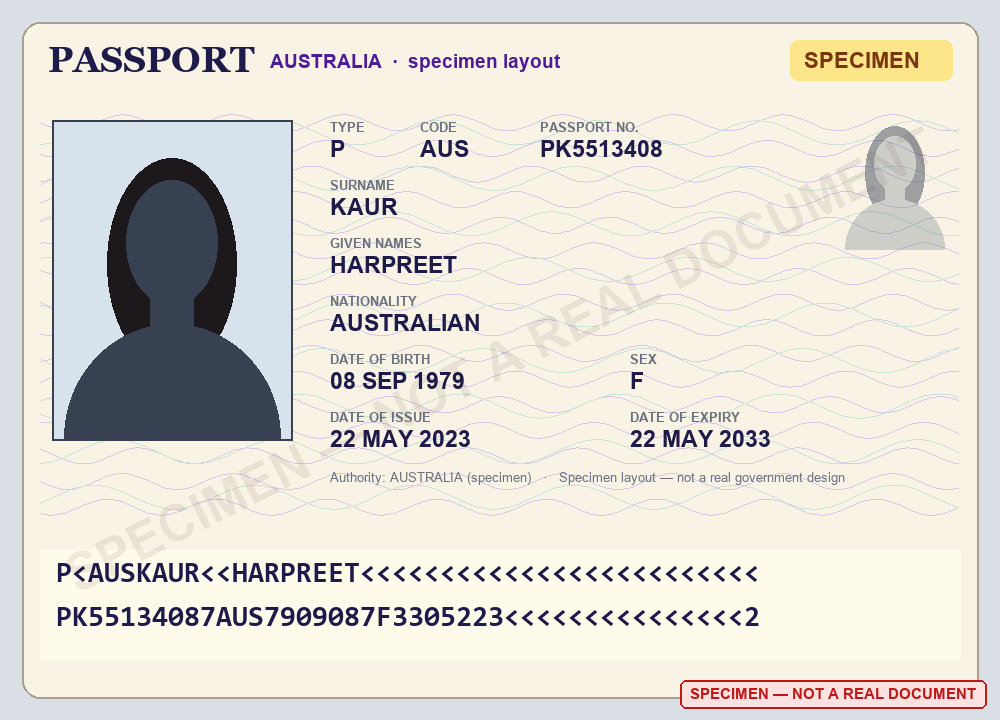 PASSPORT AUSTRALIA · specimen layout SPECIMEN
TYPE CODE PASSPORT NO.
P AUS PK5513408
SURNAME
KAUR
GIVEN NAMES
HARPREET
NATIONALITY
AUSTRALIAN
DATE OF BIRTH SEX
08 SEP 1979 F
DATE OF ISSUE DATE OF EXPIRY
22 MAY 2023 22 MAY 2033
Authority: AUSTRALIA (specimen) · Specimen layout — not a real government design
SPECIMEN — NOT A REAL DOCUMENT
P<AUSKAUR<<HARPREET<<<<<<<<<<<<<<<<<<<<<<<<<
PK55134087AUS7909087F3305223<<<<<<<<<<<<<<<2
SPECIMEN — NOT A REAL DOCUMENT